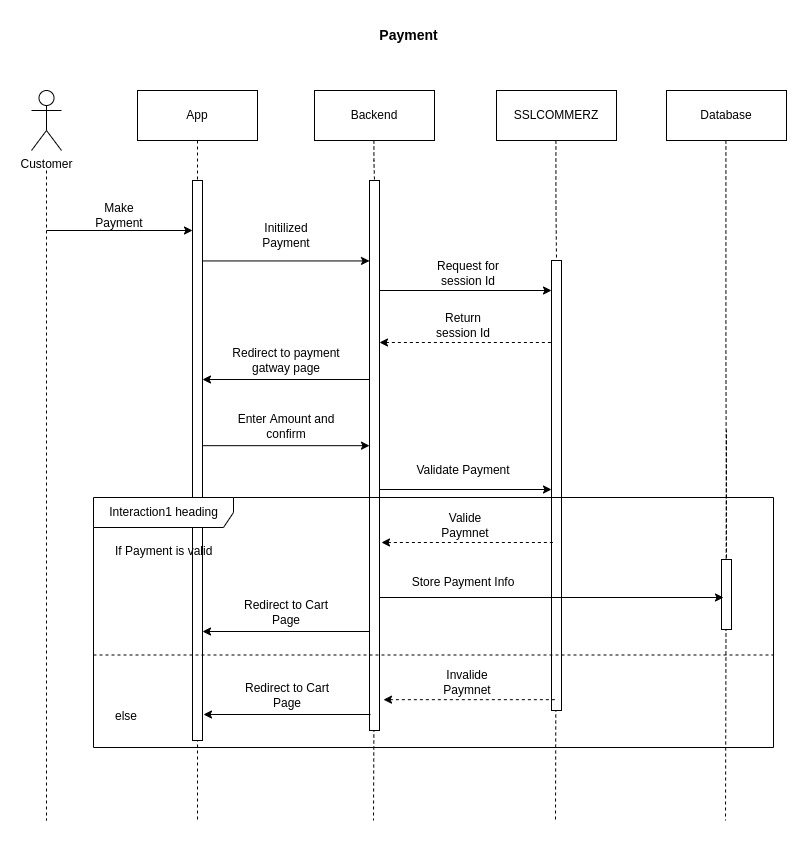 Payment
App
Backend
SSLCOMMERZ
Database
Customer
Make
Payment
Initilized
Payment
Request for
session Id
Return
session Id
Redirect to payment
gatway page
Enter Amount and
confirm
Validate Payment
Interaction1 heading
Valide
Paymnet
If Payment is valid
Store Payment Info
Redirect to Cart
Page
Invalide
Paymnet
Redirect to Cart
Page
else